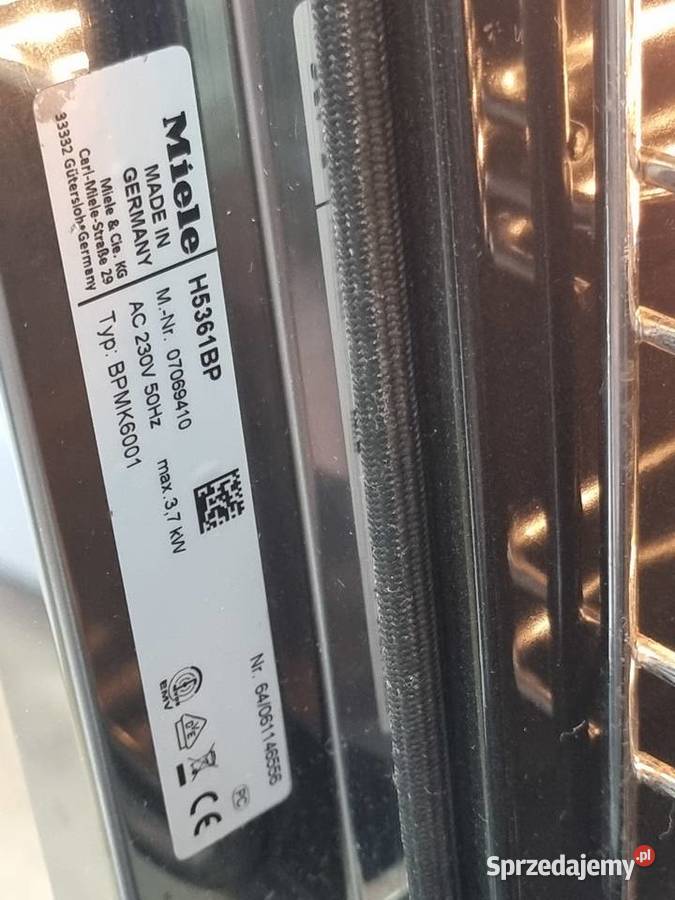 Miele
MADE IN
GERMANY
Miele & Cie. KG
Carl-Miele-Straße 29
33332 Gütersloh•Germany
H5361BP
M.-Nr. 07069410
AC 230V 50Hz max.3,7 kW
Typ: BPMK6001
Nr. 64/061146556
EMV
PC
CE
Sprzedajemy.pl